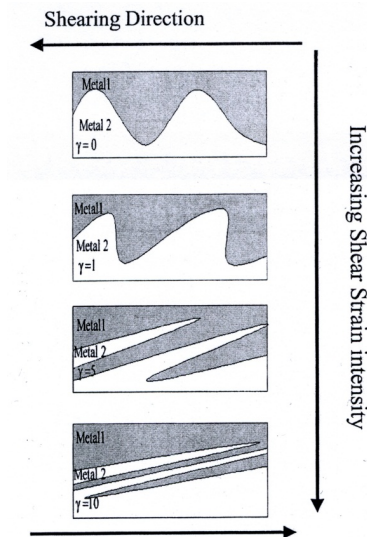 Shearing Direction
Metal1
Metal 2
γ=0
Metal1
Metal 2
γ=1
Metal1
Metal 2
γ=5
Metal1
Metal 2
γ=10
Increasing Shear Strain intensity